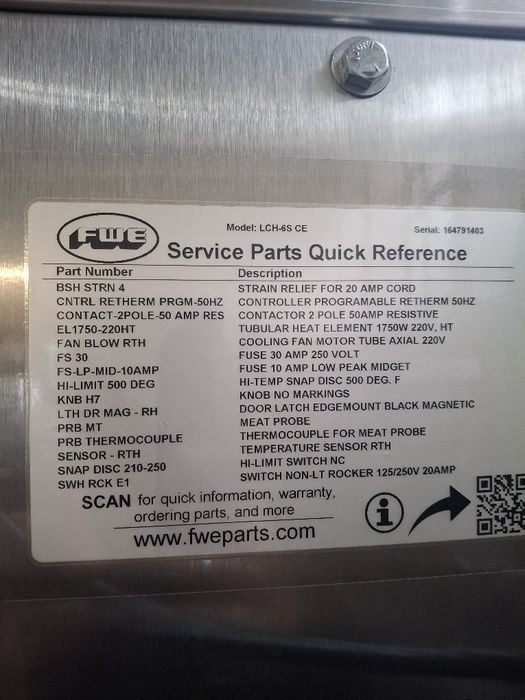 FWE
Model: LCH-6S CE
Serial: 164791403
Service Parts Quick Reference
Part Number Description
BSH STRN 4 STRAIN RELIEF FOR 20 AMP CORD
CNTRL RETHERM PRGM-50HZ CONTROLLER PROGRAMABLE RETHERM 50HZ
CONTACT-2POLE-50 AMP RES CONTACTOR 2 POLE 50AMP RESISTIVE
EL1750-220HT TUBULAR HEAT ELEMENT 1750W 220V, HT
FAN BLOW RTH COOLING FAN MOTOR TUBE AXIAL 220V
FS 30 FUSE 30 AMP 250 VOLT
FS-LP-MID-10AMP FUSE 10 AMP LOW PEAK MIDGET
HI-LIMIT 500 DEG HI-TEMP SNAP DISC 500 DEG. F
KNB H7 KNOB NO MARKINGS
LTH DR MAG - RH DOOR LATCH EDGEMOUNT BLACK MAGNETIC
PRB MT MEAT PROBE
PRB THERMOCOUPLE THERMOCOUPLE FOR MEAT PROBE
SENSOR - RTH TEMPERATURE SENSOR RTH
SNAP DISC 210-250 HI-LIMIT SWITCH NC
SWH RCK E1 SWITCH NON-LT ROCKER 125/250V 20AMP
SCAN for quick information, warranty,
ordering parts, and more
www.fweparts.com